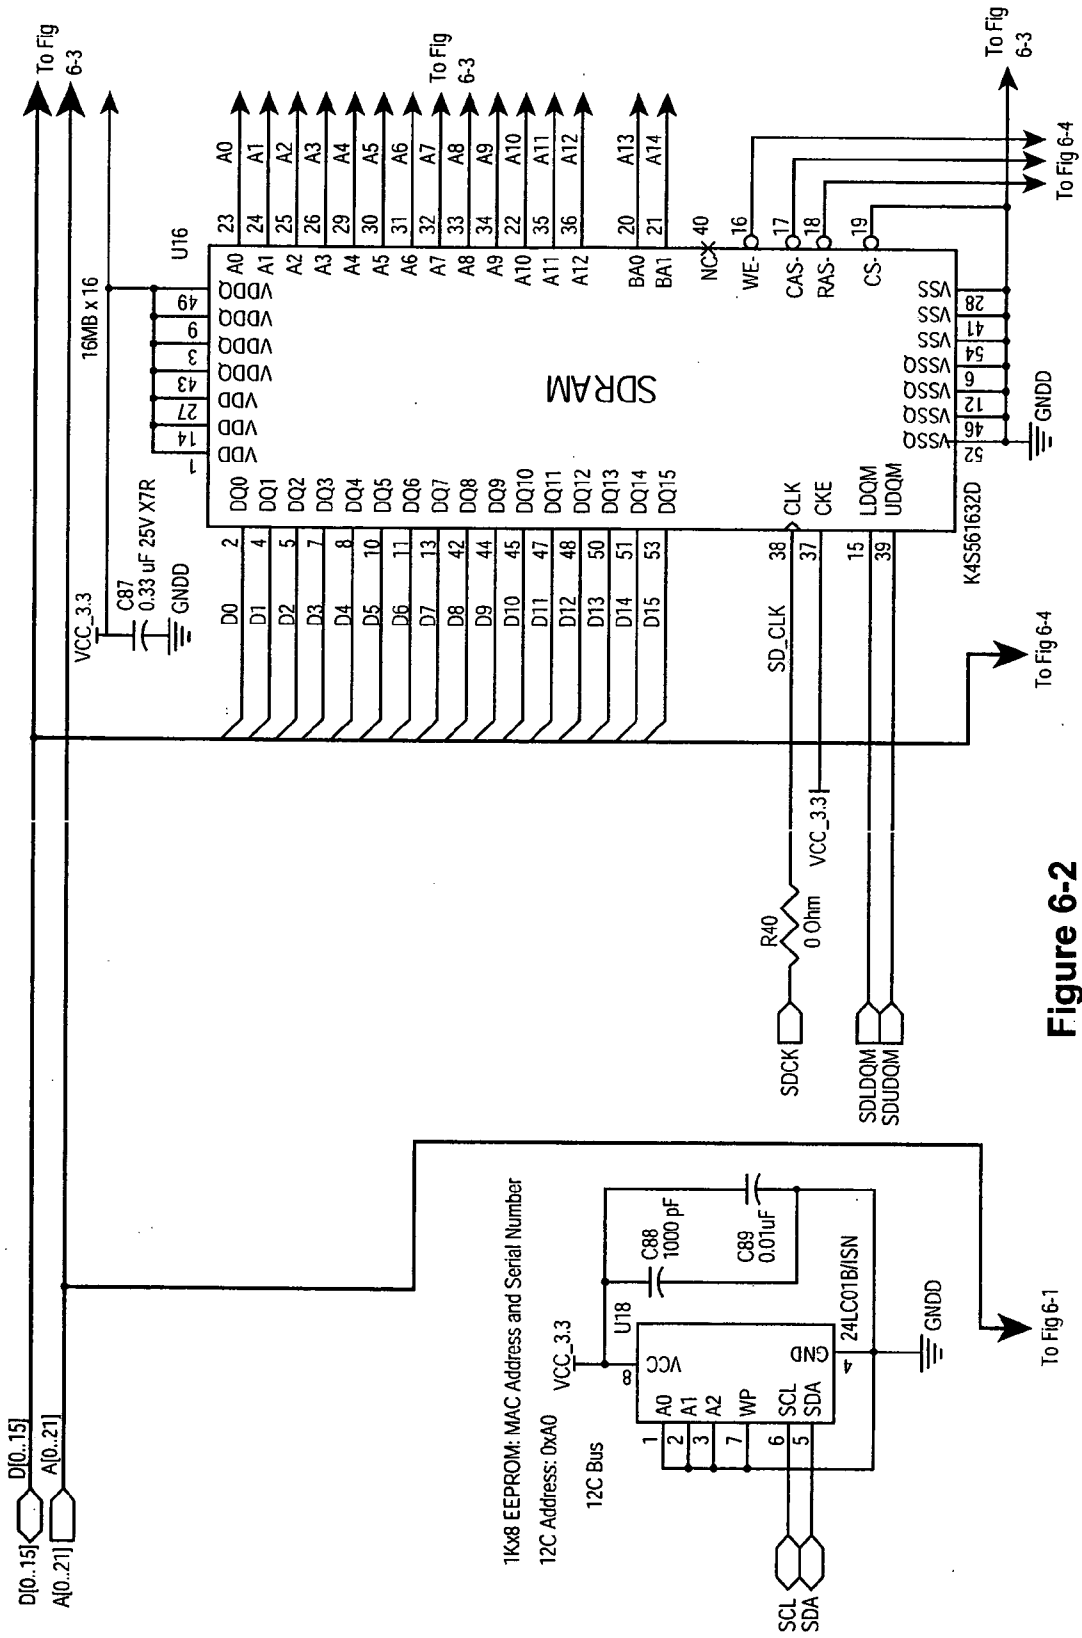 D[0..15]
D[0..15]
A[0..21]
A[0..21]
To Fig
6-3
VCC_3.3
C87
0.33 uF 25V X7R
GNDD
16MB x 16
U16
1
14
27
43
3
9
49
VDD
VDD
VDD
VDDQ
VDDQ
VDDQ
VDDQ
D0
2
DQ0
A0
23
A0
D1
4
DQ1
A1
24
A1
D2
5
DQ2
A2
25
A2
D3
7
DQ3
A3
26
A3
D4
8
DQ4
A4
29
A4
D5
10
DQ5
A5
30
A5
D6
11
DQ6
A6
31
A6
D7
13
DQ7
A7
32
A7
D8
42
DQ8
A8
33
A8
D9
44
DQ9
A9
34
A9
D10
45
DQ10
A10
22
A10
D11
47
DQ11
A11
35
A11
D12
48
DQ12
A12
36
A12
D13
50
DQ13
D14
51
DQ14
BA0
20
A13
D15
53
DQ15
BA1
21
A14
To Fig
6-3
SDRAM
NC
40
WE-
16
CAS-
17
RAS-
18
CS-
19
SDCK
R40
0 Ohm
SD_CLK
38
CLK
VCC_3.3
37
CKE
SDLDQM
15
LDQM
SDUDQM
39
UDQM
VSSQ
VSSQ
VSSQ
VSSQ
VSS
VSS
VSS
52
46
12
6
54
41
28
K4S561632D
GNDD
To Fig
6-3
To Fig 6-4
To Fig 6-4
1Kx8 EEPROM: MAC Address and Serial Number
12C Address: 0xA0
12C Bus
VCC_3.3
U18
8
VCC
C88
1000 pF
C89
0.01uF
1
A0
2
A1
3
A2
7
WP
SCL
6
SCL
SDA
5
SDA
GND
4
24LC01B/ISN
GNDD
To Fig 6-1
Figure 6-2